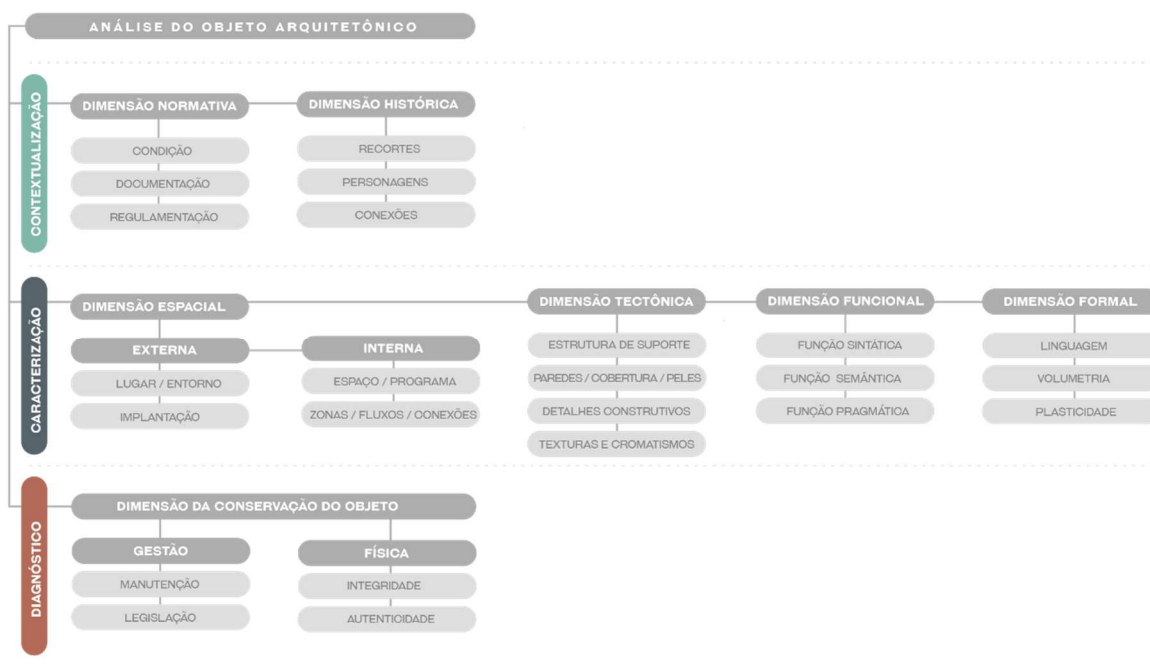 ANÁLISE DO OBJETO ARQUITETÔNICO
CONTEXTUALIZAÇÃO
DIMENSÃO NORMATIVA
CONDIÇÃO
DOCUMENTAÇÃO
REGULAMENTAÇÃO
DIMENSÃO HISTÓRICA
RECORTES
PERSONAGENS
CONEXÕES
CARACTERIZAÇÃO
DIMENSÃO ESPACIAL
EXTERNA
LUGAR / ENTORNO
IMPLANTAÇÃO
INTERNA
ESPAÇO / PROGRAMA
ZONAS / FLUXOS / CONEXÕES
DIMENSÃO TECTÔNICA
ESTRUTURA DE SUPORTE
PAREDES / COBERTURA / PELES
DETALHES CONSTRUTIVOS
TEXTURAS E CROMATISMOS
DIMENSÃO FUNCIONAL
FUNÇÃO SINTÁTICA
FUNÇÃO SEMÂNTICA
FUNÇÃO PRAGMÁTICA
DIMENSÃO FORMAL
LINGUAGEM
VOLUMETRIA
PLASTICIDADE
DIAGNÓSTICO
DIMENSÃO DA CONSERVAÇÃO DO OBJETO
GESTÃO
MANUTENÇÃO
LEGISLAÇÃO
FÍSICA
INTEGRIDADE
AUTENTICIDADE